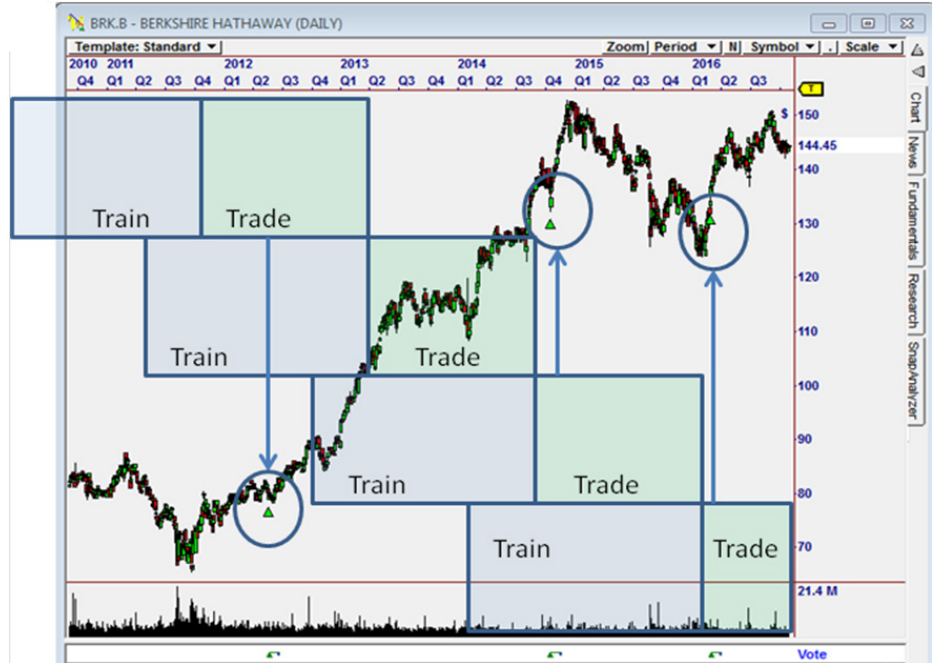 BRK.B - BERKSHIRE HATHAWAY (DAILY)
Template: Standard Zoom Period N Symbol . Scale
2010 2011 2012 2013 2014 2015 2016
Q4 Q1 Q2 Q3 Q4 Q1 Q2 Q3 Q4 Q1 Q2 Q3 Q4 Q1 Q2 Q3 Q4 Q1 Q2 Q3 Q4 Q1 Q2 Q3
T
$ 150
144.45
140
Train Trade 130
120
110
Train Trade
100
90
Train Trade 80
70
Train Trade
21.4 M
Vote
Chart
News
Fundamentals
Research
SnapAnalyzer